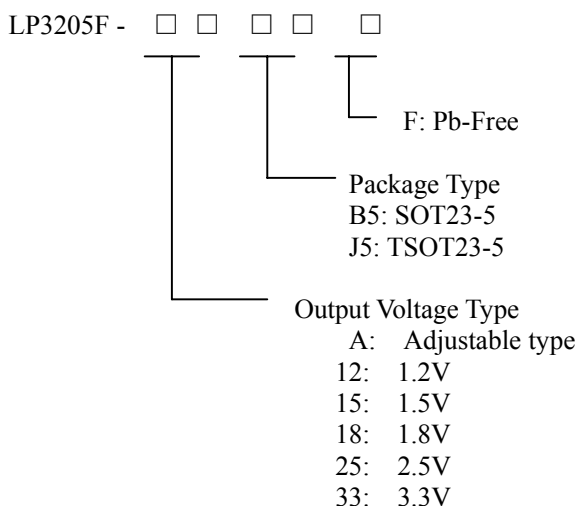 LP3205F - □ □ □ □ □
F: Pb-Free
Package Type
B5: SOT23-5
J5: TSOT23-5
Output Voltage Type
A: Adjustable type
12: 1.2V
15: 1.5V
18: 1.8V
25: 2.5V
33: 3.3V